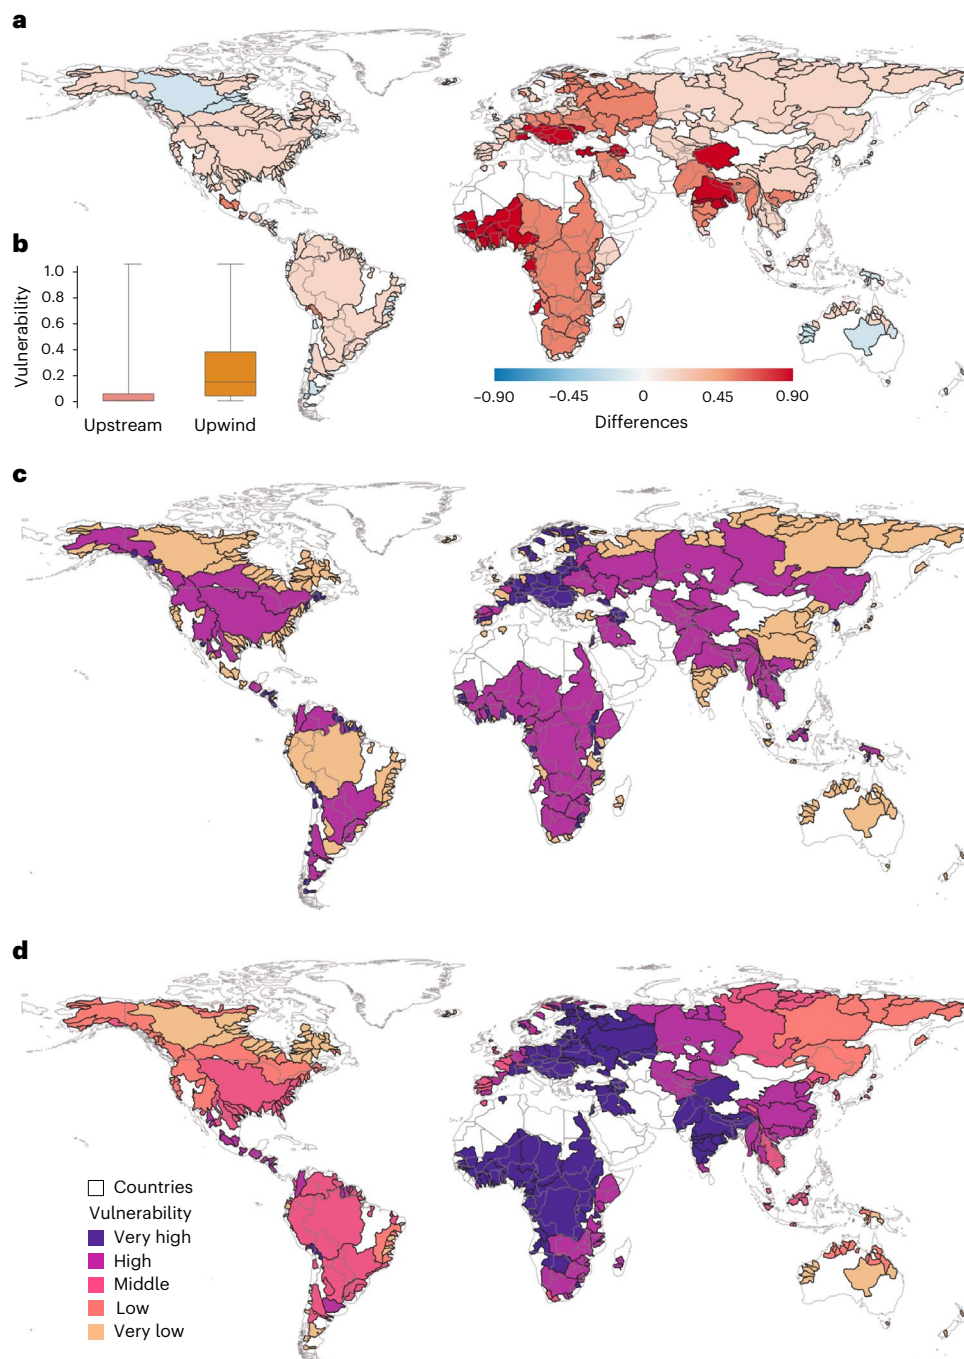 a
b
1.0
0.8
0.6
0.4
0.2
0
Vulnerability
Upstream Upwind
−0.90 −0.45 0 0.45 0.90
Differences
c
d
Countries
Vulnerability
Very high
High
Middle
Low
Very low